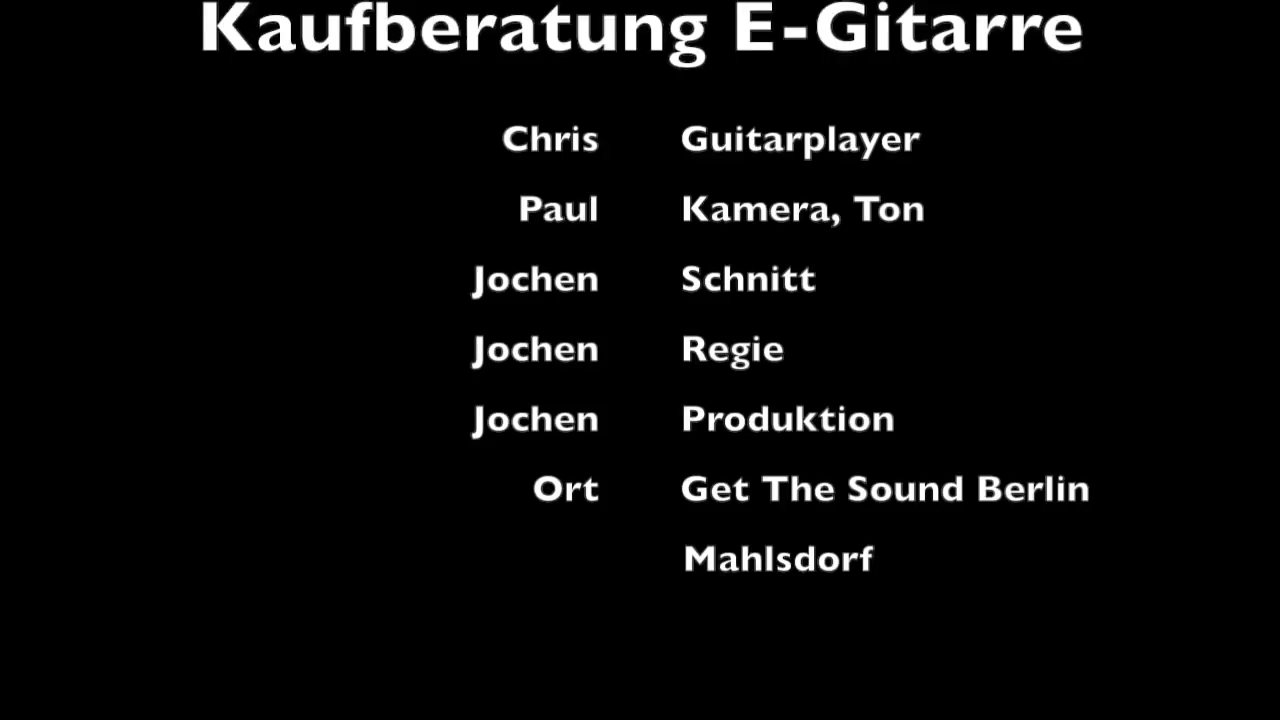 Kaufberatung E-Gitarre
Chris Guitarplayer
Paul Kamera, Ton
Jochen Schnitt
Jochen Regie
Jochen Produktion
Ort Get The Sound Berlin
Mahlsdorf